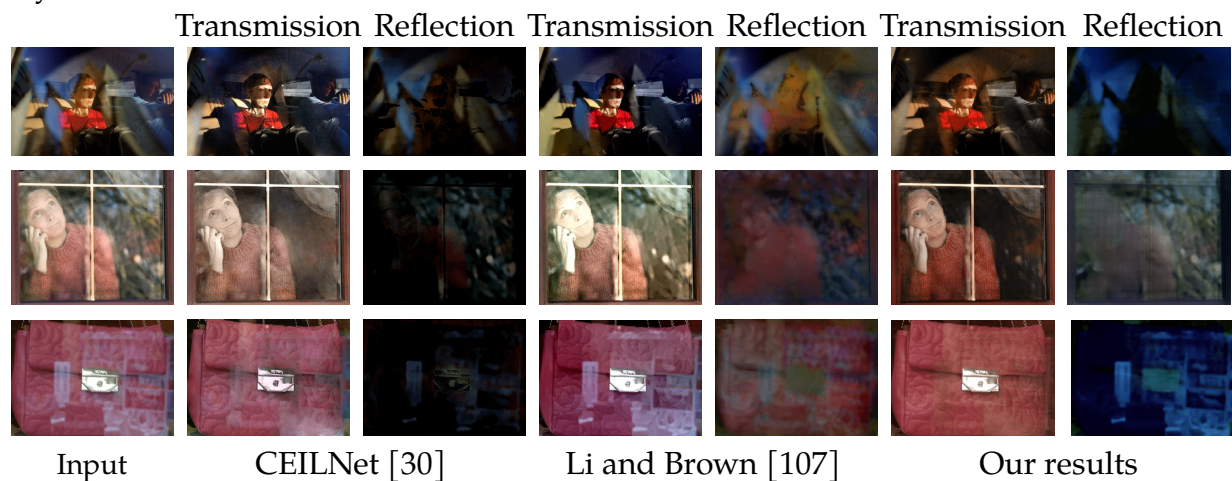 Transmission Reflection Transmission Reflection Transmission Reflection
Input CEILNet [30] Li and Brown [107] Our results